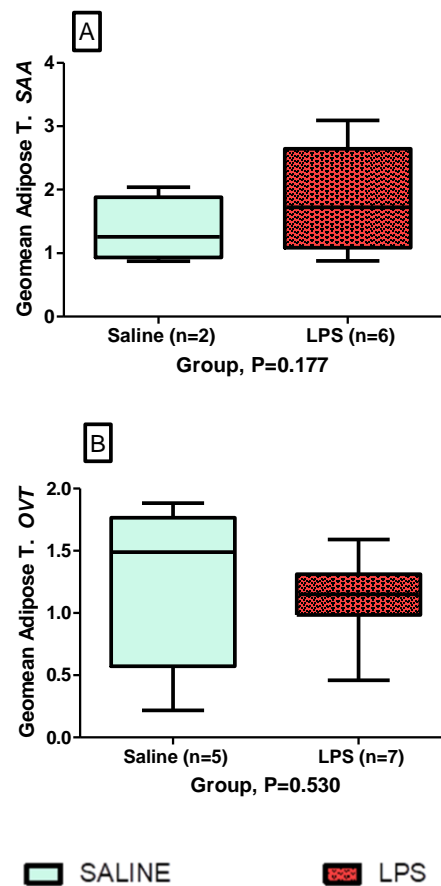 A
Geomean Adipose T. SAA
4
3
2
1
0
Saline (n=2) LPS (n=6)
Group, P=0.177
B
Geomean Adipose T. OVT
2.0
1.5
1.0
0.5
0.0
Saline (n=5) LPS (n=7)
Group, P=0.530
SALINE LPS